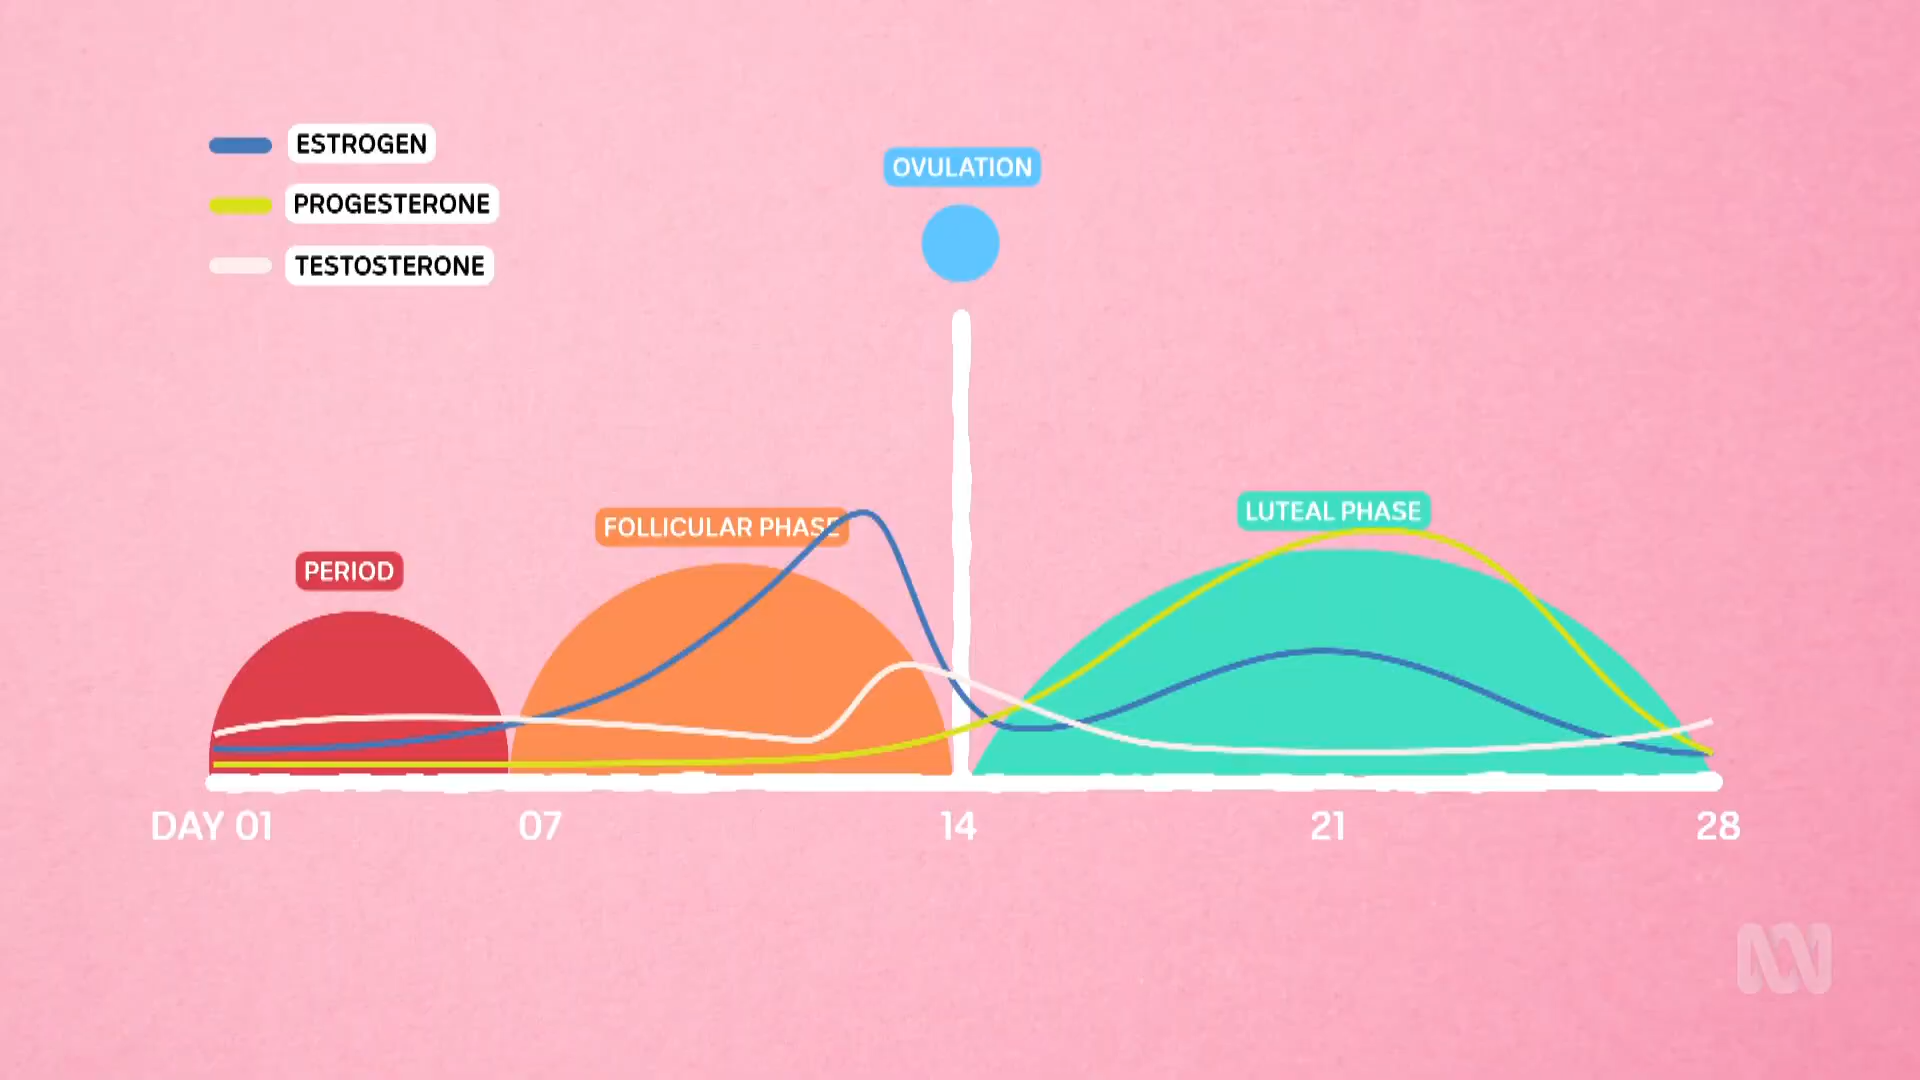 ESTROGEN
PROGESTERONE
TESTOSTERONE
OVULATION
FOLLICULAR PHASE
LUTEAL PHASE
PERIOD
DAY 01 07 14 21 28